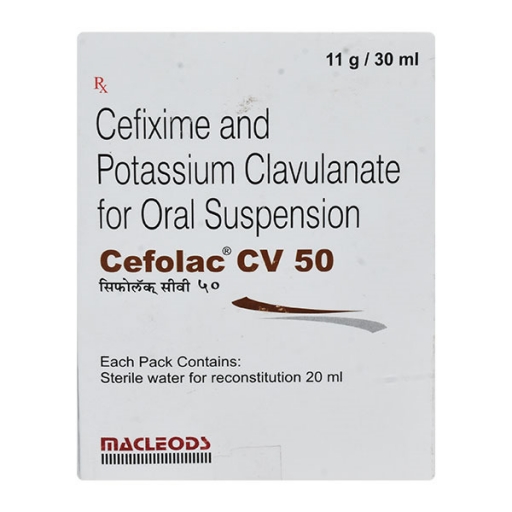 11 g / 30 ml
Rx
Cefixime and
Potassium Clavulanate
for Oral Suspension
Cefolac® CV 50
सिफोलॅक् सीवी ५०
Each Pack Contains:
Sterile water for reconstitution 20 ml
MACLEODS